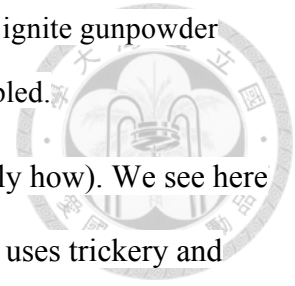 ignite gunpowder
bled.
ly how). We see here
uses trickery and